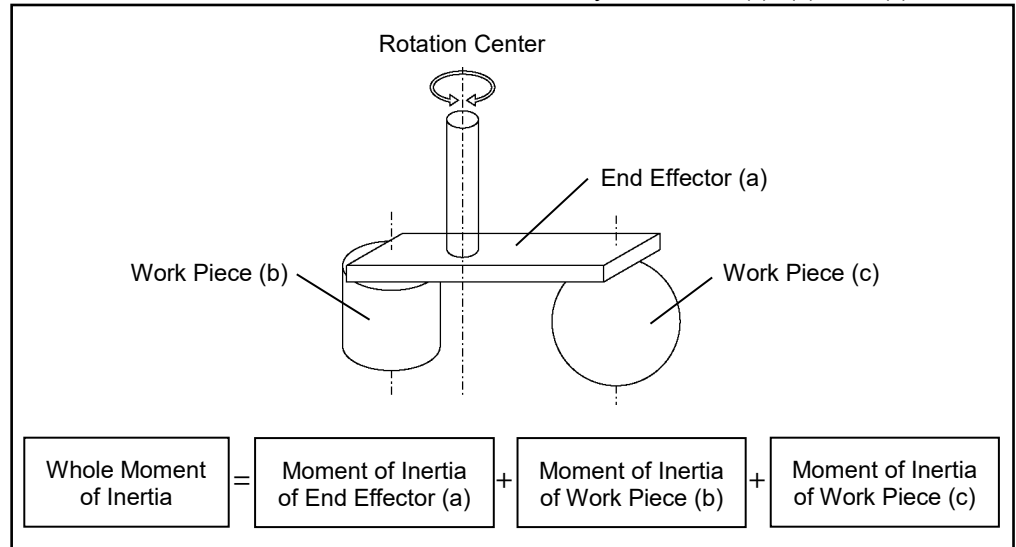 Rotation Center
End Effector (a)
Work Piece (b)
Work Piece (c)
Whole Moment
of Inertia
=
Moment of Inertia
of End Effector (a)
+
Moment of Inertia
of Work Piece (b)
+
Moment of Inertia
of Work Piece (c)